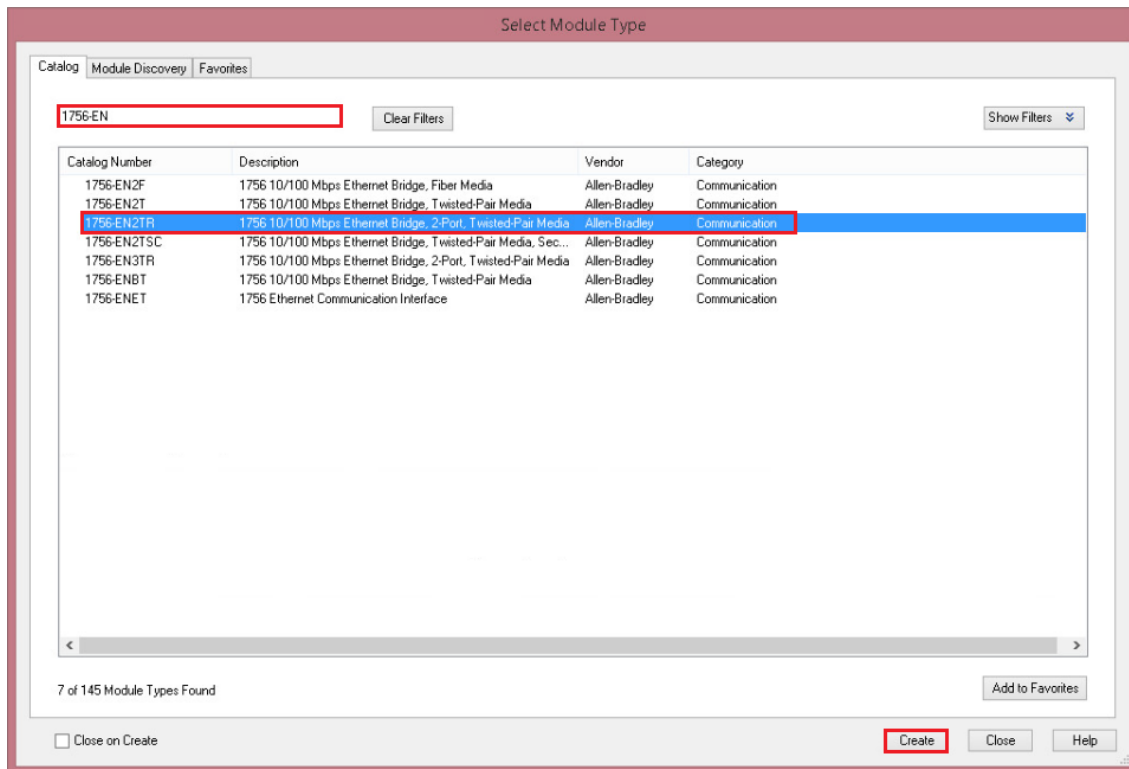 Select Module Type
Catalog Module Discovery Favorites
1756-EN Clear Filters Show Filters
Catalog Number Description Vendor Category
1756-EN2F 1756 10/100 Mbps Ethernet Bridge, Fiber Media Allen-Bradley Communication
1756-EN2T 1756 10/100 Mbps Ethernet Bridge, Twisted-Pair Media Allen-Bradley Communication
1756-EN2TR 1756 10/100 Mbps Ethernet Bridge, 2-Port, Twisted-Pair Media Allen-Bradley Communication
1756-EN2TSC 1756 10/100 Mbps Ethernet Bridge, Twisted-Pair Media, Sec... Allen-Bradley Communication
1756-EN3TR 1756 10/100 Mbps Ethernet Bridge, 2-Port, Twisted-Pair Media Allen-Bradley Communication
1756-ENBT 1756 10/100 Mbps Ethernet Bridge, Twisted-Pair Media Allen-Bradley Communication
1756-ENET 1756 Ethernet Communication Interface Allen-Bradley Communication
7 of 145 Module Types Found Add to Favorites
Close on Create Create Close Help